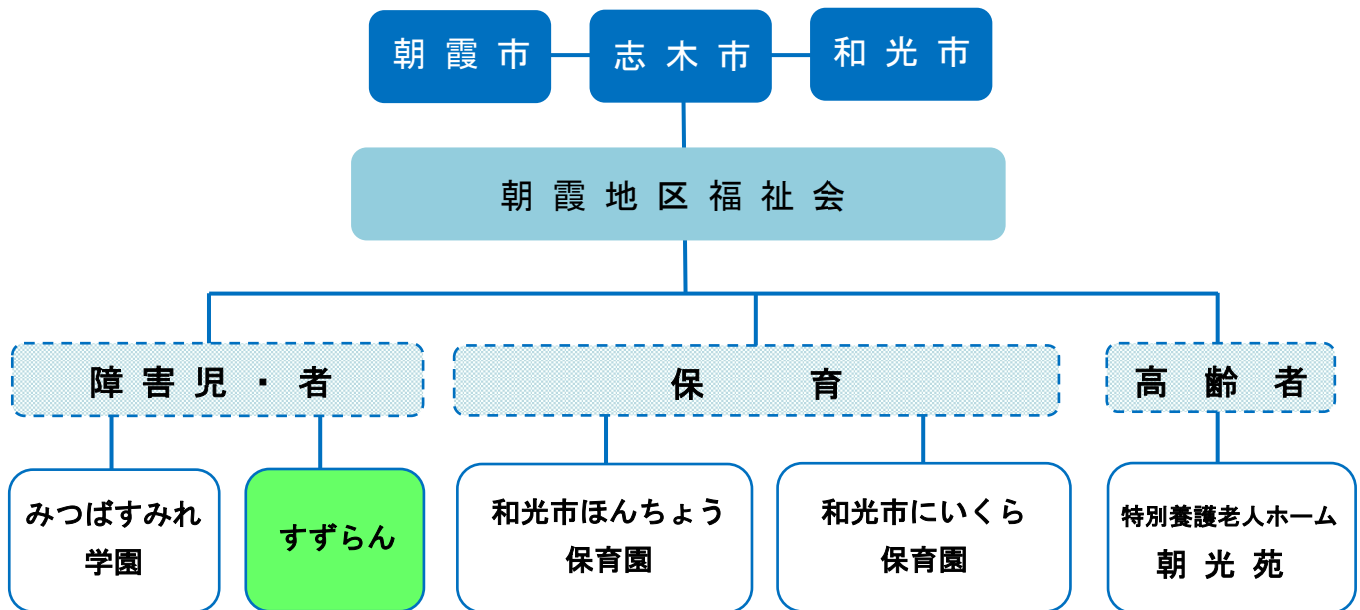 朝霞市
志木市
和光市
朝霞地区福祉会
障害児・者
保育
高齢者
みつばすみれ
学園
すずらん
和光市ほんちょう
保育園
和光市にいくら
保育園
特別養護老人ホーム
朝光苑